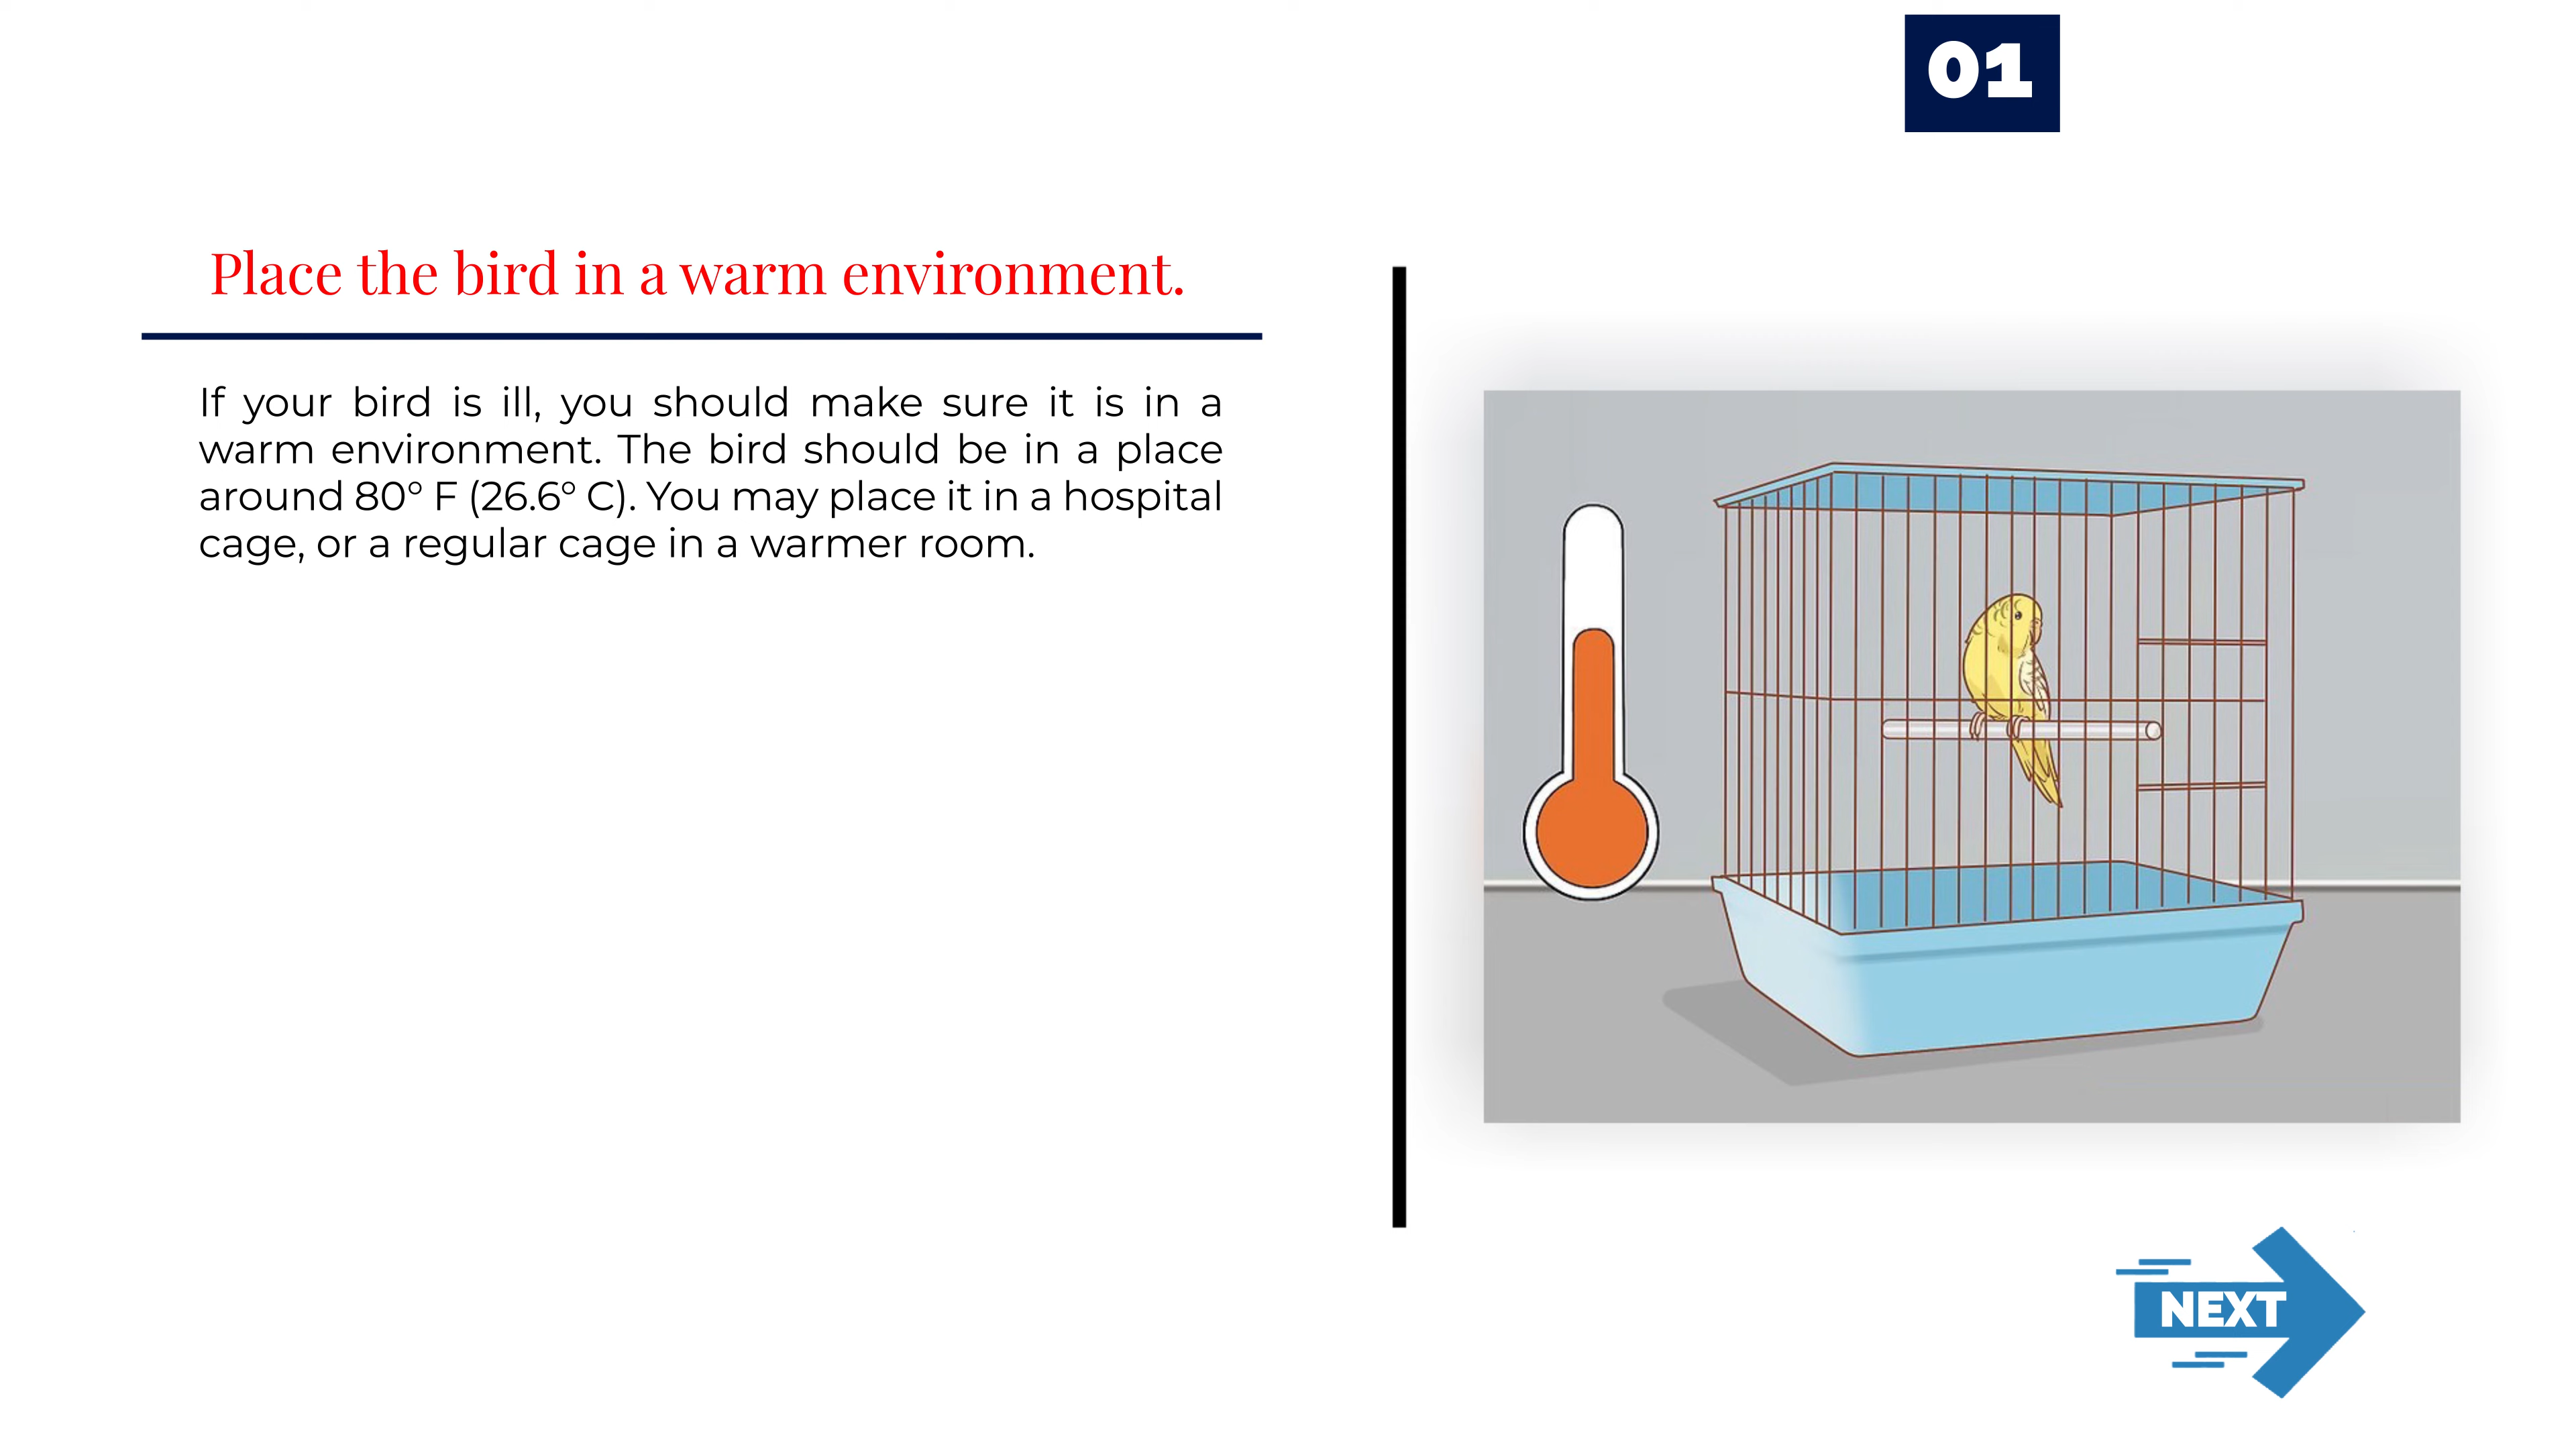 01
Place the bird in a warm environment.
If your bird is ill, you should make sure it is in a
warm environment. The bird should be in a place
around 80° F (26.6° C). You may place it in a hospital
cage, or a regular cage in a warmer room.
NEXT